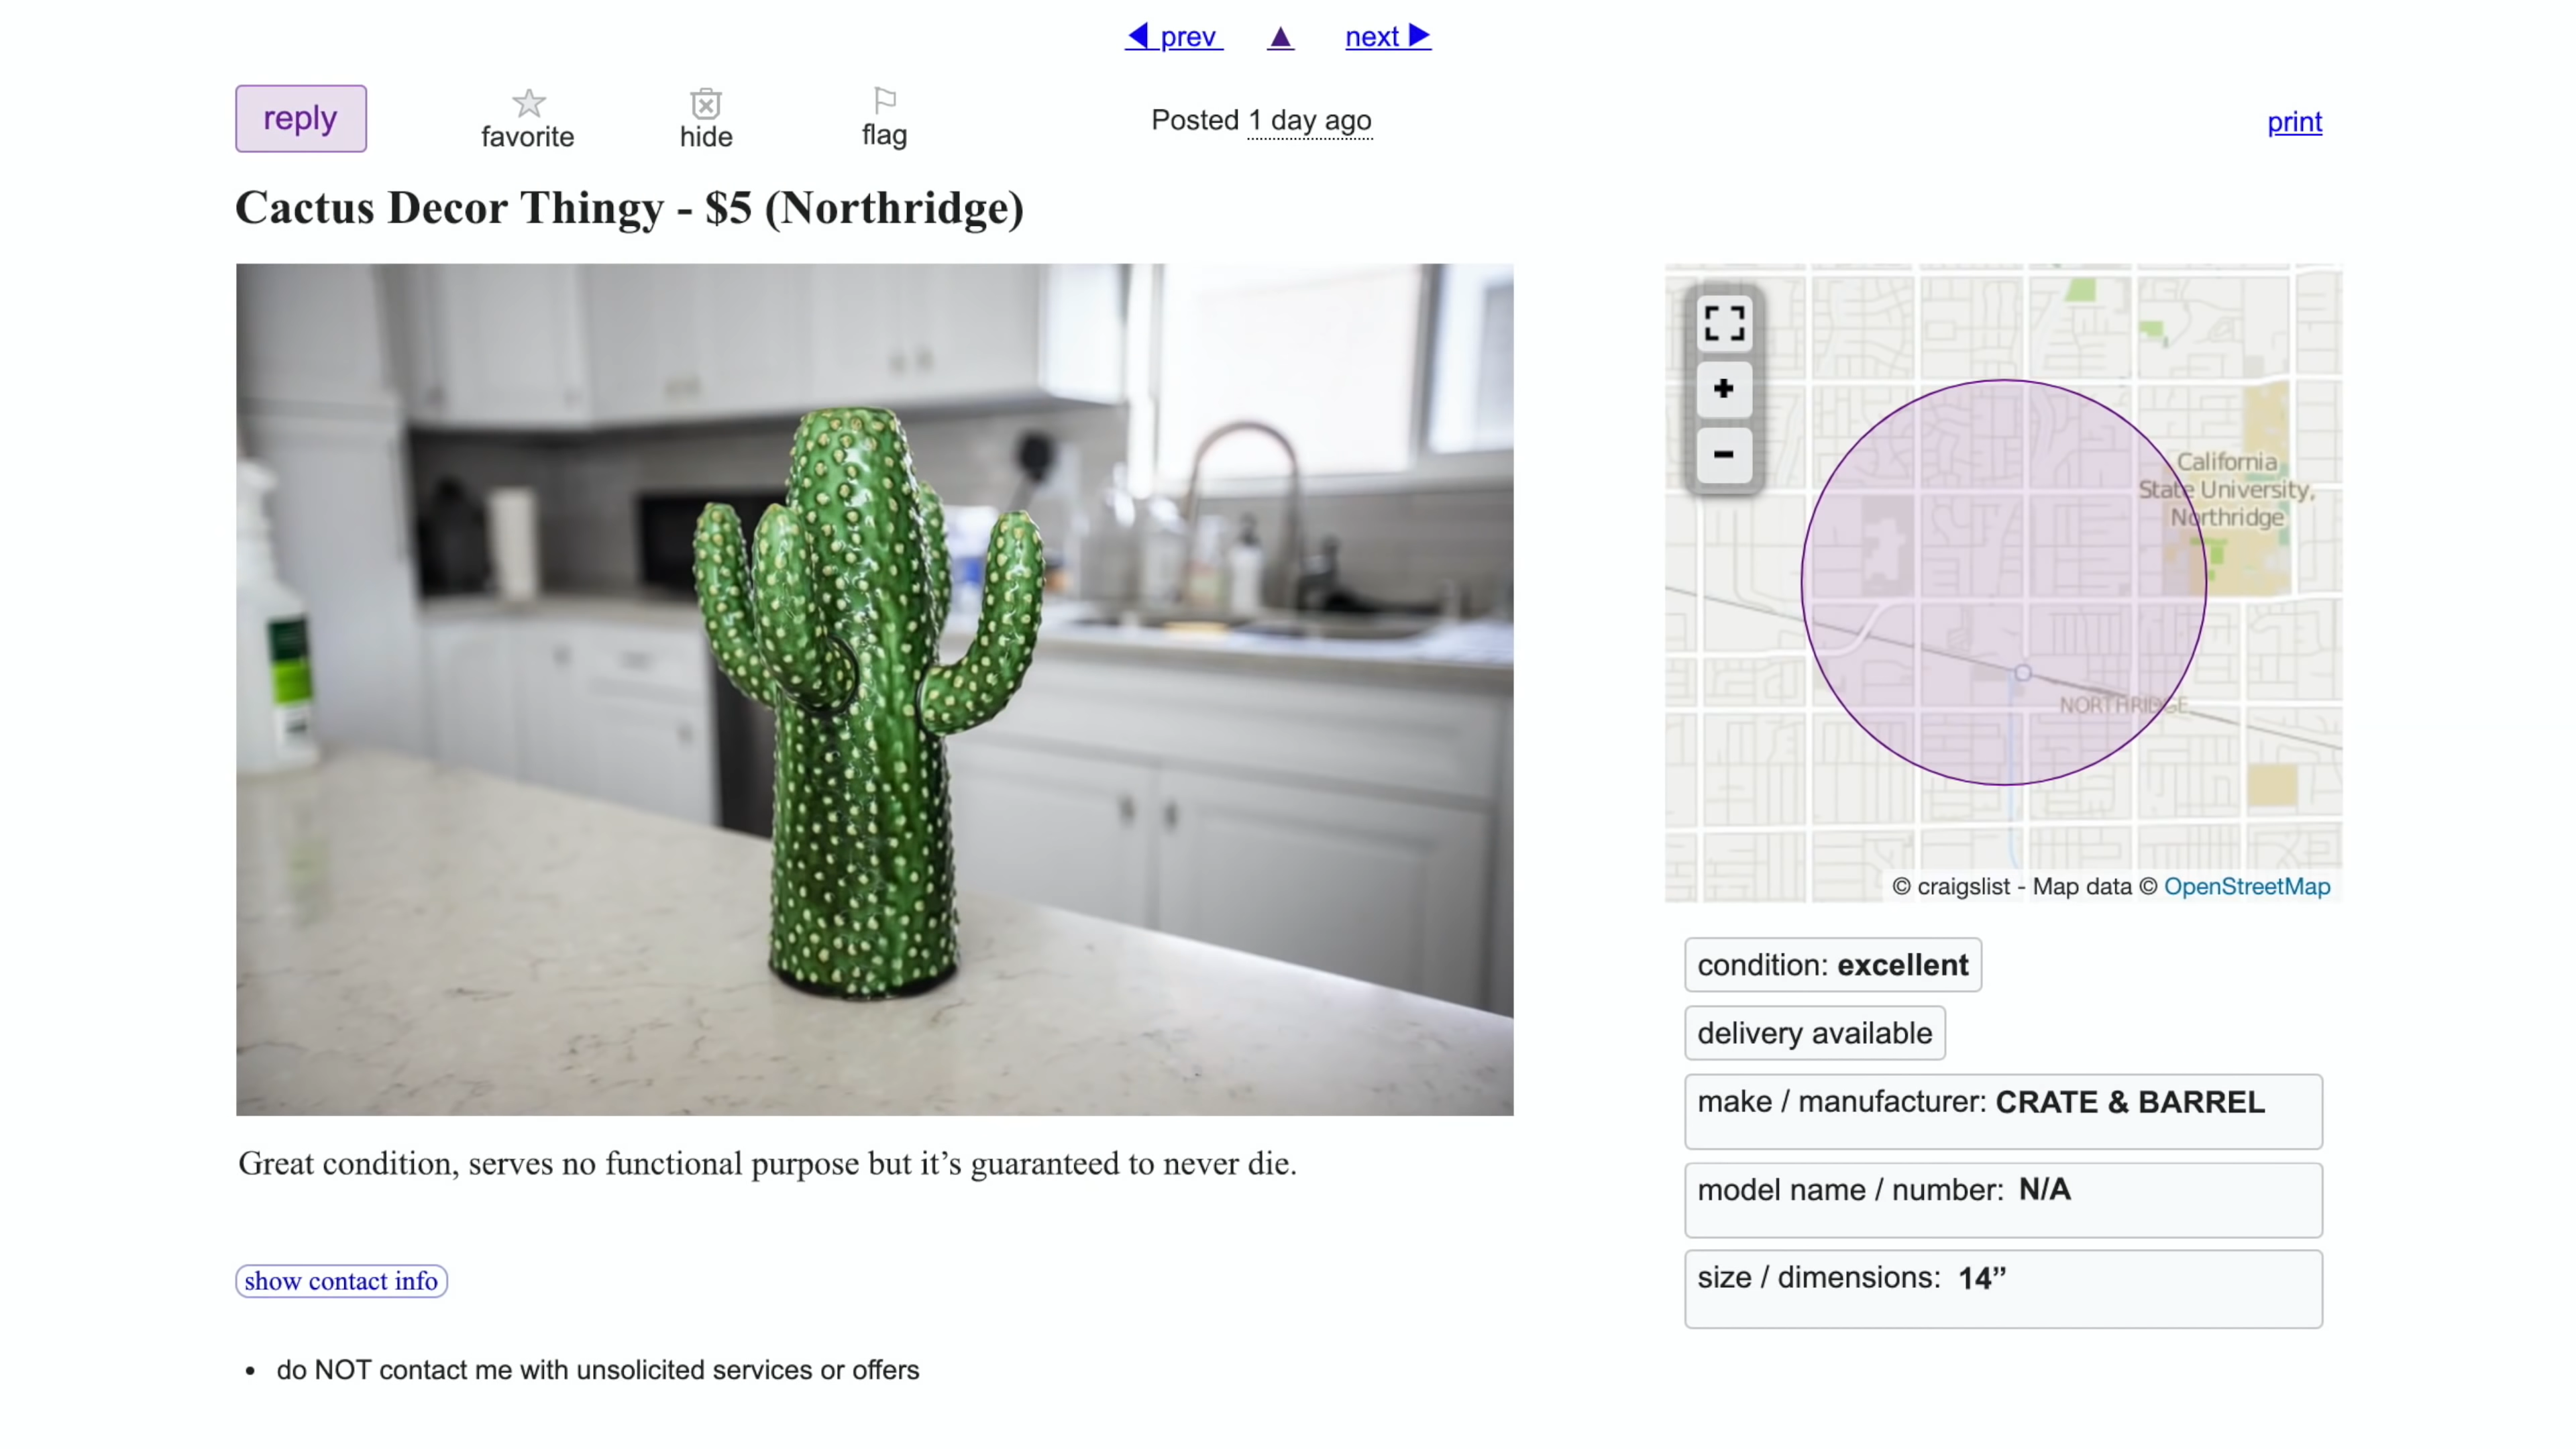 ◀ prev ▲ next ▶
reply
favorite
hide
flag
Posted 1 day ago
print
Cactus Decor Thingy - $5 (Northridge)
+
-
California
State University,
Northridge
NORTHRIDGE
© craigslist - Map data © OpenStreetMap
condition: excellent
delivery available
make / manufacturer: CRATE & BARREL
model name / number: N/A
size / dimensions: 14”
Great condition, serves no functional purpose but it’s guaranteed to never die.
show contact info
• do NOT contact me with unsolicited services or offers